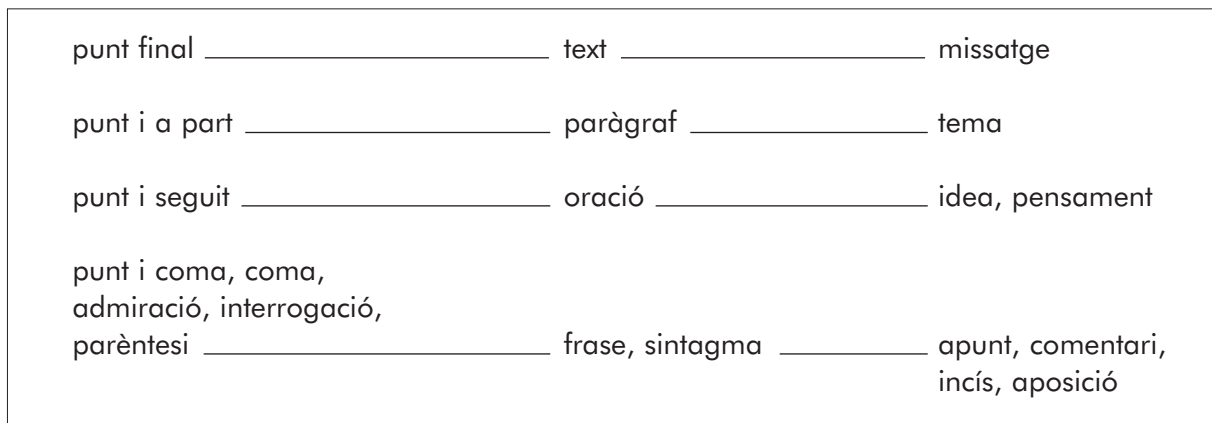 punt final text missatge
punt i a part paràgraf tema
punt i seguit oració idea, pensament
punt i coma, coma,
admiració, interrogació,
parèntesi frase, sintagma apunt, comentari,
incís, aposició